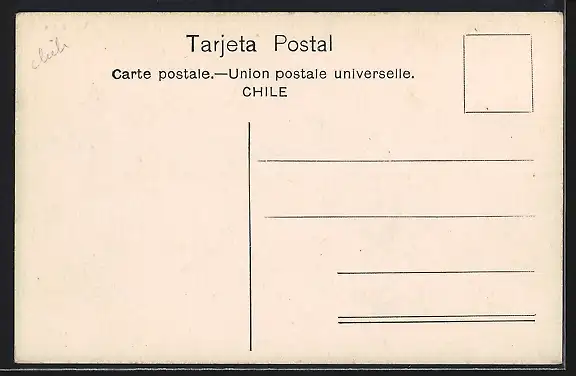 Tarjeta Postal
Carte postale.—Union postale universelle.
CHILE